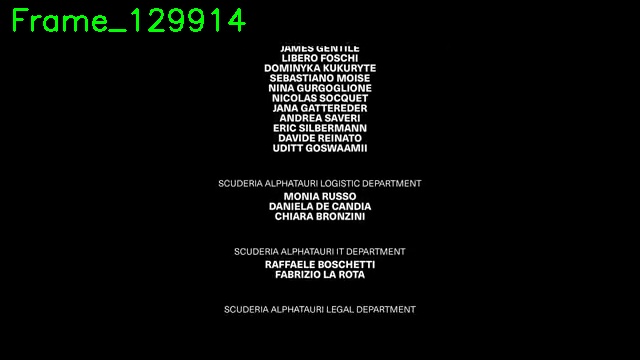 Frame_129914
JAMES GENTILE
LIBERO FOSCHI
DOMINYKA KUKURYTE
SEBASTIANO MOISE
NINA GURGOGLIONE
NICOLAS SOCQUET
JANA GATTEREDER
ANDREA SAVERI
ERIC SILBERMANN
DAVIDE REINATO
UDITT GOSWAAMII
SCUDERIA ALPHATAURI LOGISTIC DEPARTMENT
MONIA RUSSO
DANIELA DE CANDIA
CHIARA BRONZINI
SCUDERIA ALPHATAURI IT DEPARTMENT
RAFFAELE BOSCHETTI
FABRIZIO LA ROTA
SCUDERIA ALPHATAURI LEGAL DEPARTMENT